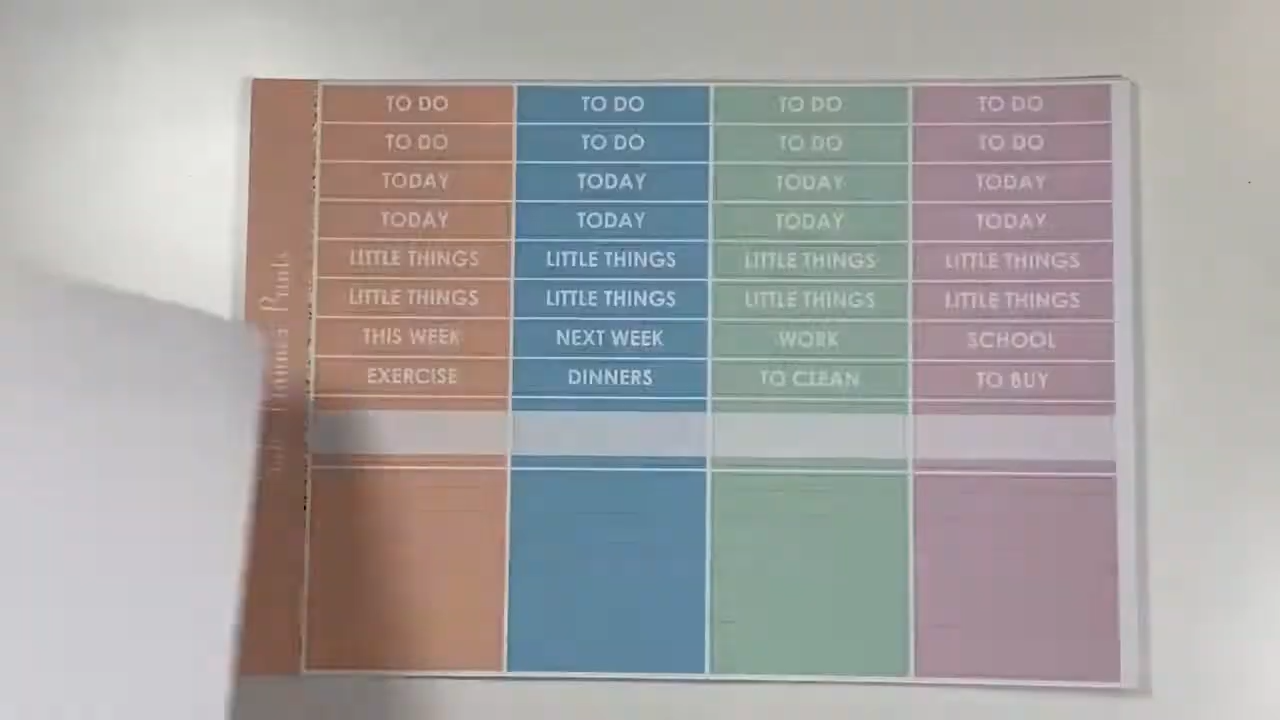 TO DO TO DO TO DO TO DO
TO DO TO DO TO DO TO DO
TODAY TODAY TODAY TODAY
TODAY TODAY TODAY TODAY
LITTLE THINGS LITTLE THINGS LITTLE THINGS LITTLE THINGS
LITTLE THINGS LITTLE THINGS LITTLE THINGS LITTLE THINGS
THIS WEEK NEXT WEEK WORK SCHOOL
EXERCISE DINNERS TO CLEAN TO BUY
Planner Prints